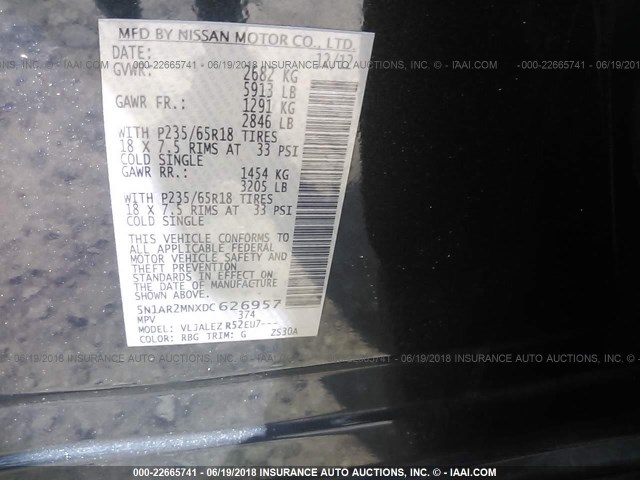 MFD BY NISSAN MOTOR CO., LTD.
DATE: 12/12
GVWR: 2682 KG
5913 LB
GAWR FR.: 1291 KG
2846 LB
WITH P235/65R18 TIRES
18 X 7.5 RIMS AT 33 PSI
COLD SINGLE
GAWR RR.: 1454 KG
3205 LB
WITH P235/65R18 TIRES
18 X 7.5 RIMS AT 33 PSI
COLD SINGLE
THIS VEHICLE CONFORMS TO
ALL APPLICABLE FEDERAL
MOTOR VEHICLE SAFETY AND
THEFT PREVENTION
STANDARDS IN EFFECT ON
THE DATE OF MANUFACTURE
SHOWN ABOVE.
5N1AR2MNXDC626957
MPV 374
MODEL: VLJALEZ R52EU7---
COLOR: RBG TRIM: G 2S30A
000-22665741 - 06/19/2018 INSURANCE AUTO AUCTIONS, INC. - © - IAAI.COM